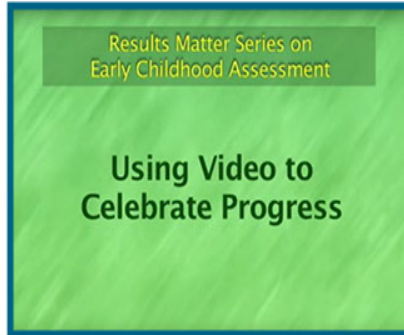 Results Matter Series on
Early Childhood Assessment
Using Video to
Celebrate Progress